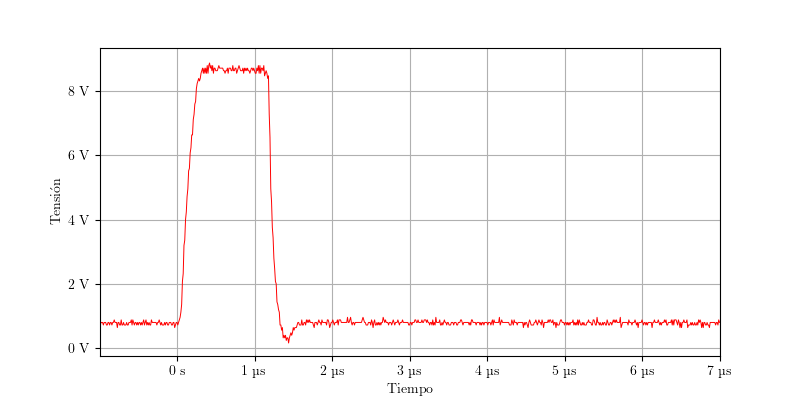 8 V
6 V
4 V
2 V
0 V
Tensión
0 s
1 µs
2 µs
3 µs
4 µs
5 µs
6 µs
7 µs
Tiempo